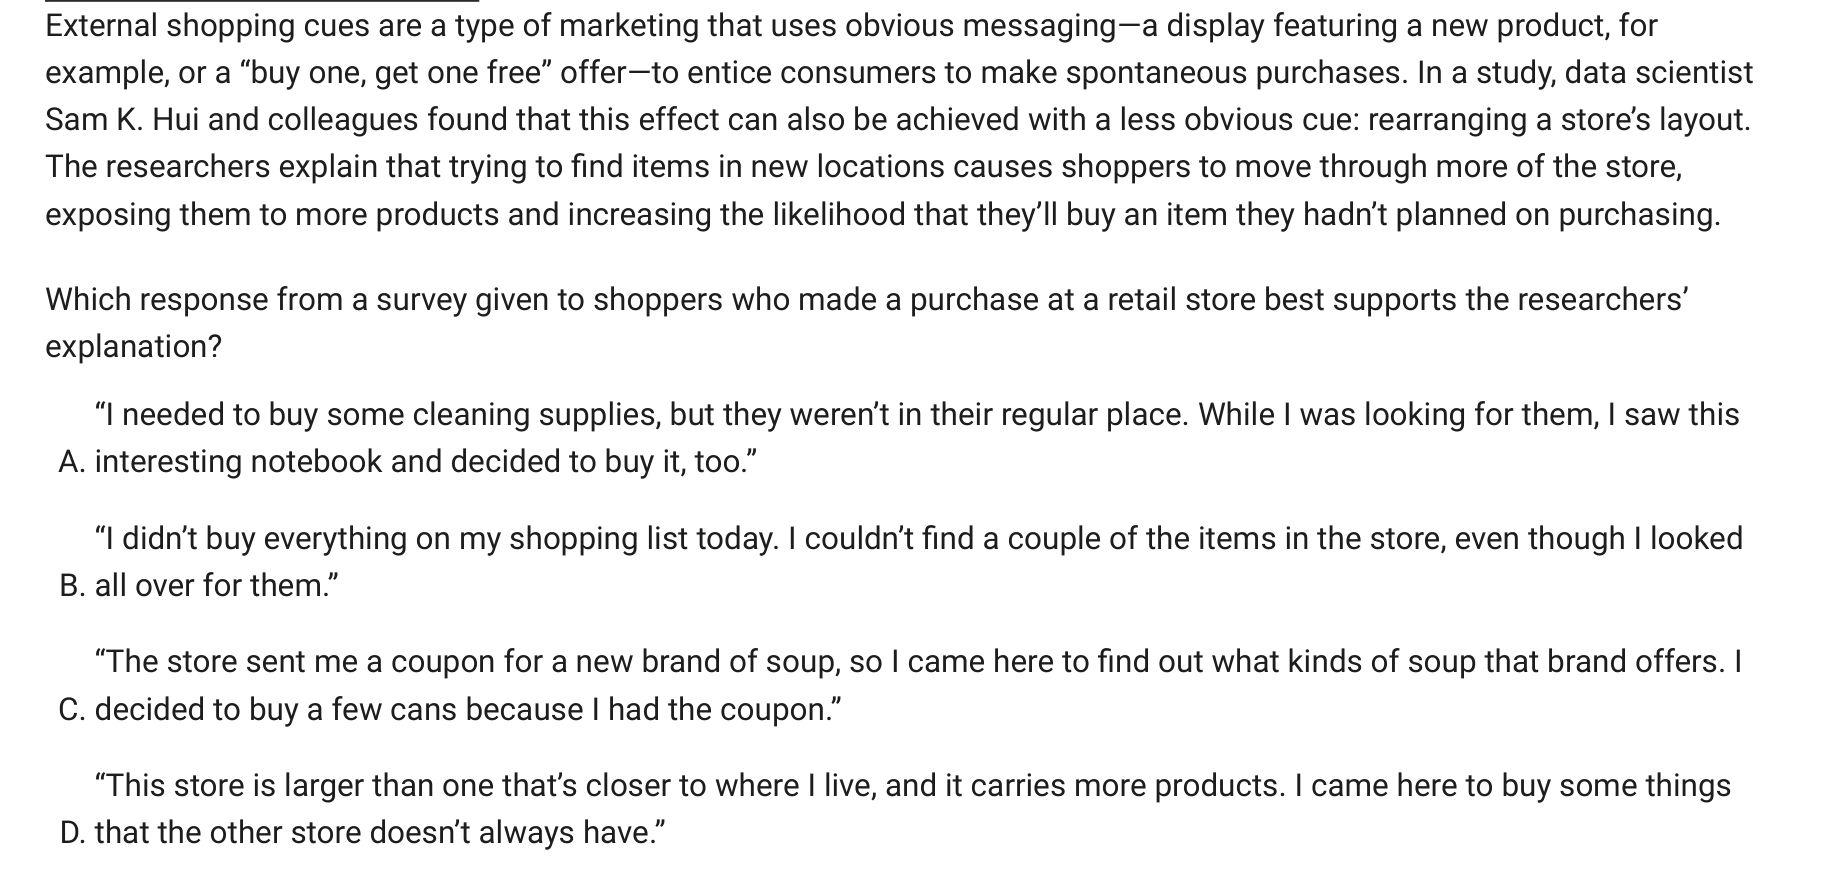 External shopping cues are a type of marketing that uses obvious messaging—a display featuring a new product, for
example, or a “buy one, get one free” offer—to entice consumers to make spontaneous purchases. In a study, data scientist
Sam K. Hui and colleagues found that this effect can also be achieved with a less obvious cue: rearranging a store’s layout.
The researchers explain that trying to find items in new locations causes shoppers to move through more of the store,
exposing them to more products and increasing the likelihood that they’ll buy an item they hadn’t planned on purchasing.
Which response from a survey given to shoppers who made a purchase at a retail store best supports the researchers’
explanation?
“I needed to buy some cleaning supplies, but they weren’t in their regular place. While I was looking for them, I saw this
A. interesting notebook and decided to buy it, too.”
“I didn’t buy everything on my shopping list today. I couldn’t find a couple of the items in the store, even though I looked
B. all over for them.”
“The store sent me a coupon for a new brand of soup, so I came here to find out what kinds of soup that brand offers. I
C. decided to buy a few cans because I had the coupon.”
“This store is larger than one that’s closer to where I live, and it carries more products. I came here to buy some things
D. that the other store doesn’t always have.”